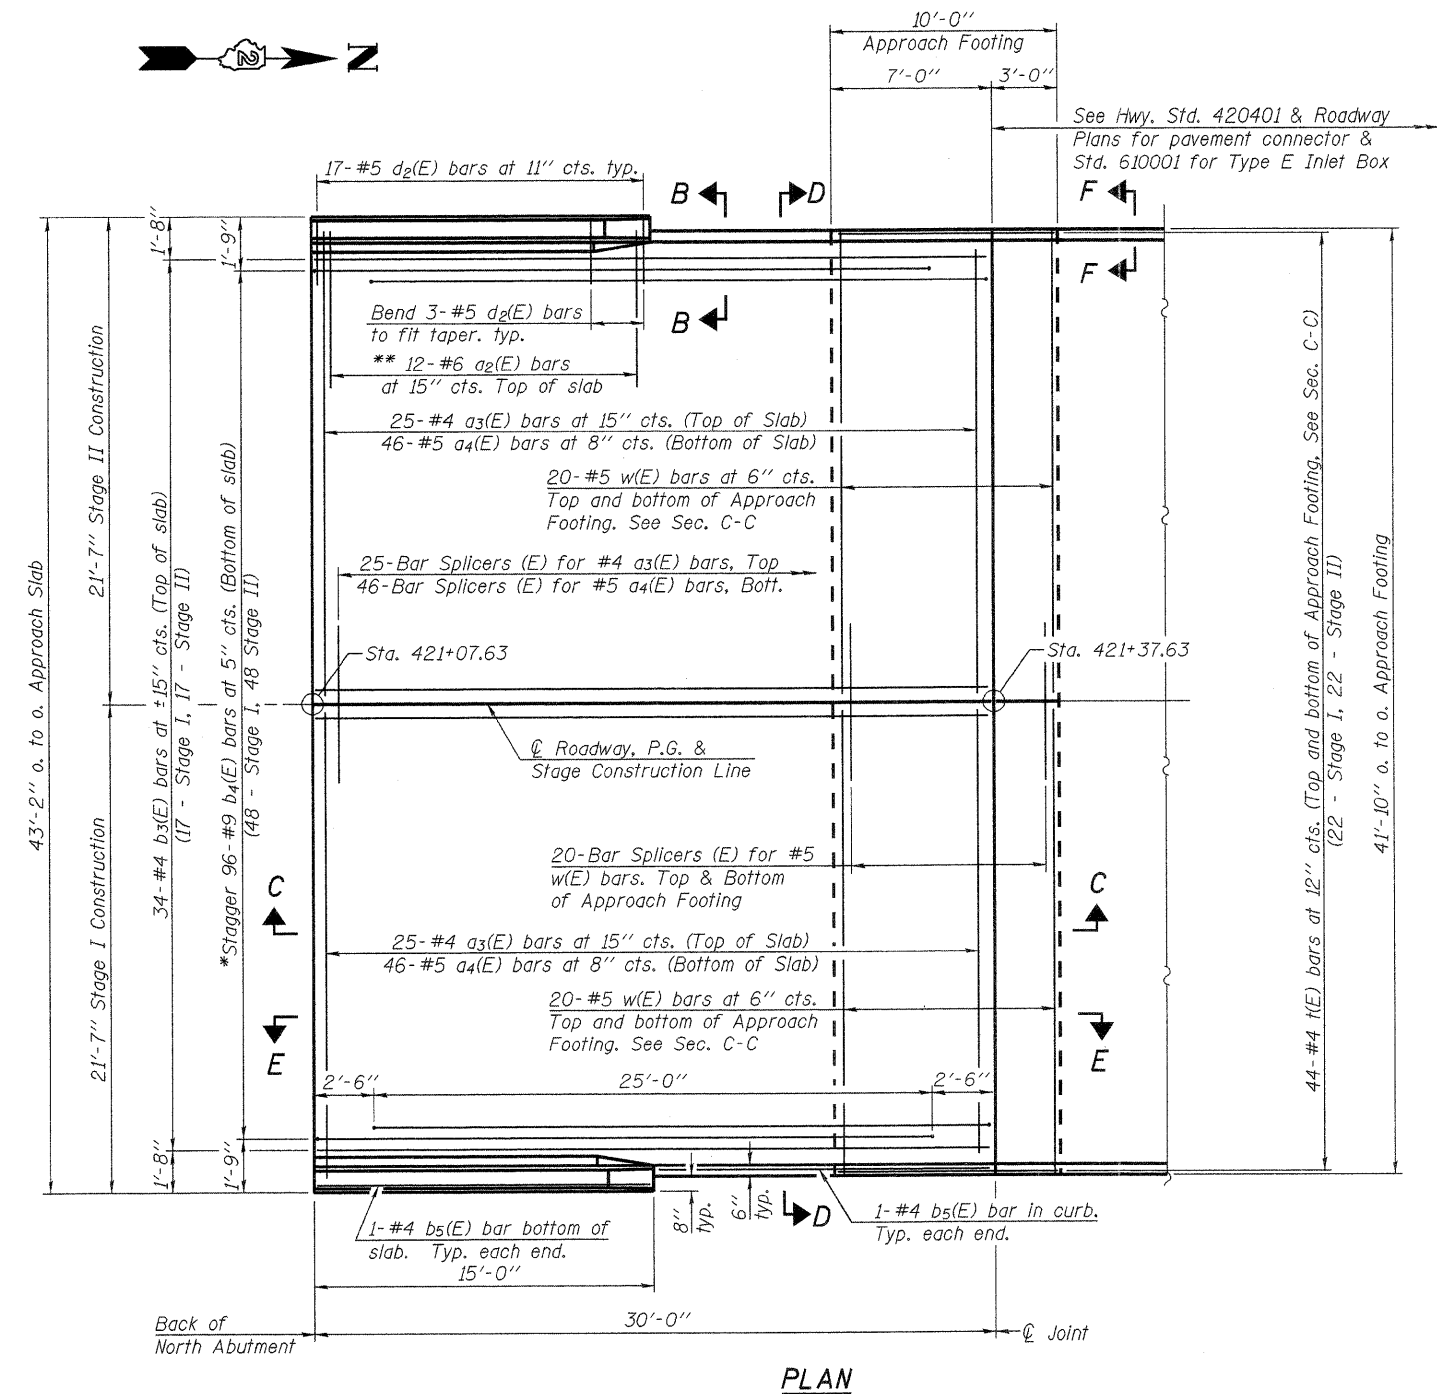 10'-0"
Approach Footing
7'-0"
3'-0"
N
2
See Hwy. Std. 420401 & Roadway
Plans for pavement connector &
Std. 610001 for Type E Inlet Box
17-#5 d2(E) bars at 11" cts. typ.
B
D
F
F
B
1'-8"
1'-9"
Bend 3-#5 d2(E) bars
to fit taper. typ.
** 12-#6 a2(E) bars
at 15" cts. Top of slab
25-#4 a3(E) bars at 15" cts. (Top of Slab)
46-#5 a4(E) bars at 8" cts. (Bottom of Slab)
20-#5 w(E) bars at 6" cts.
Top and bottom of Approach
Footing. See Sec. C-C
25-Bar Splicers (E) for #4 a3(E) bars, Top
46-Bar Splicers (E) for #5 a4(E) bars, Bott.
Sta. 421+07.63
Sta. 421+37.63
43'-2" o. to o. Approach Slab
21'-7" Stage II Construction
21'-7" Stage I Construction
34-#4 b3(E) bars at ±15" cts. (Top of slab)
(17 - Stage I, 17 - Stage II)
*Stagger 96-#9 b4(E) bars at 5" cts. (Bottom of slab)
(48 - Stage I, 48 Stage II)
44-#4 t(E) bars at 12" cts. (Top and bottom of Approach Footing, See Sec. C-C)
(22 - Stage I, 22 - Stage II)
41'-10" o. to o. Approach Footing
℄ Roadway, P.G. &
Stage Construction Line
20-Bar Splicers (E) for #5
w(E) bars. Top & Bottom
of Approach Footing
C
C
25-#4 a3(E) bars at 15" cts. (Top of Slab)
46-#5 a4(E) bars at 8" cts. (Bottom of Slab)
20-#5 w(E) bars at 6" cts.
Top and bottom of Approach
Footing. See Sec. C-C
E
E
2'-6"
25'-0"
2'-6"
1'-8"
1'-9"
8"
typ.
6"
typ.
D
1-#4 b5(E) bar bottom of
slab. Typ. each end.
1-#4 b5(E) bar in curb.
Typ. each end.
15'-0"
30'-0"
Back of
North Abutment
℄ Joint
PLAN